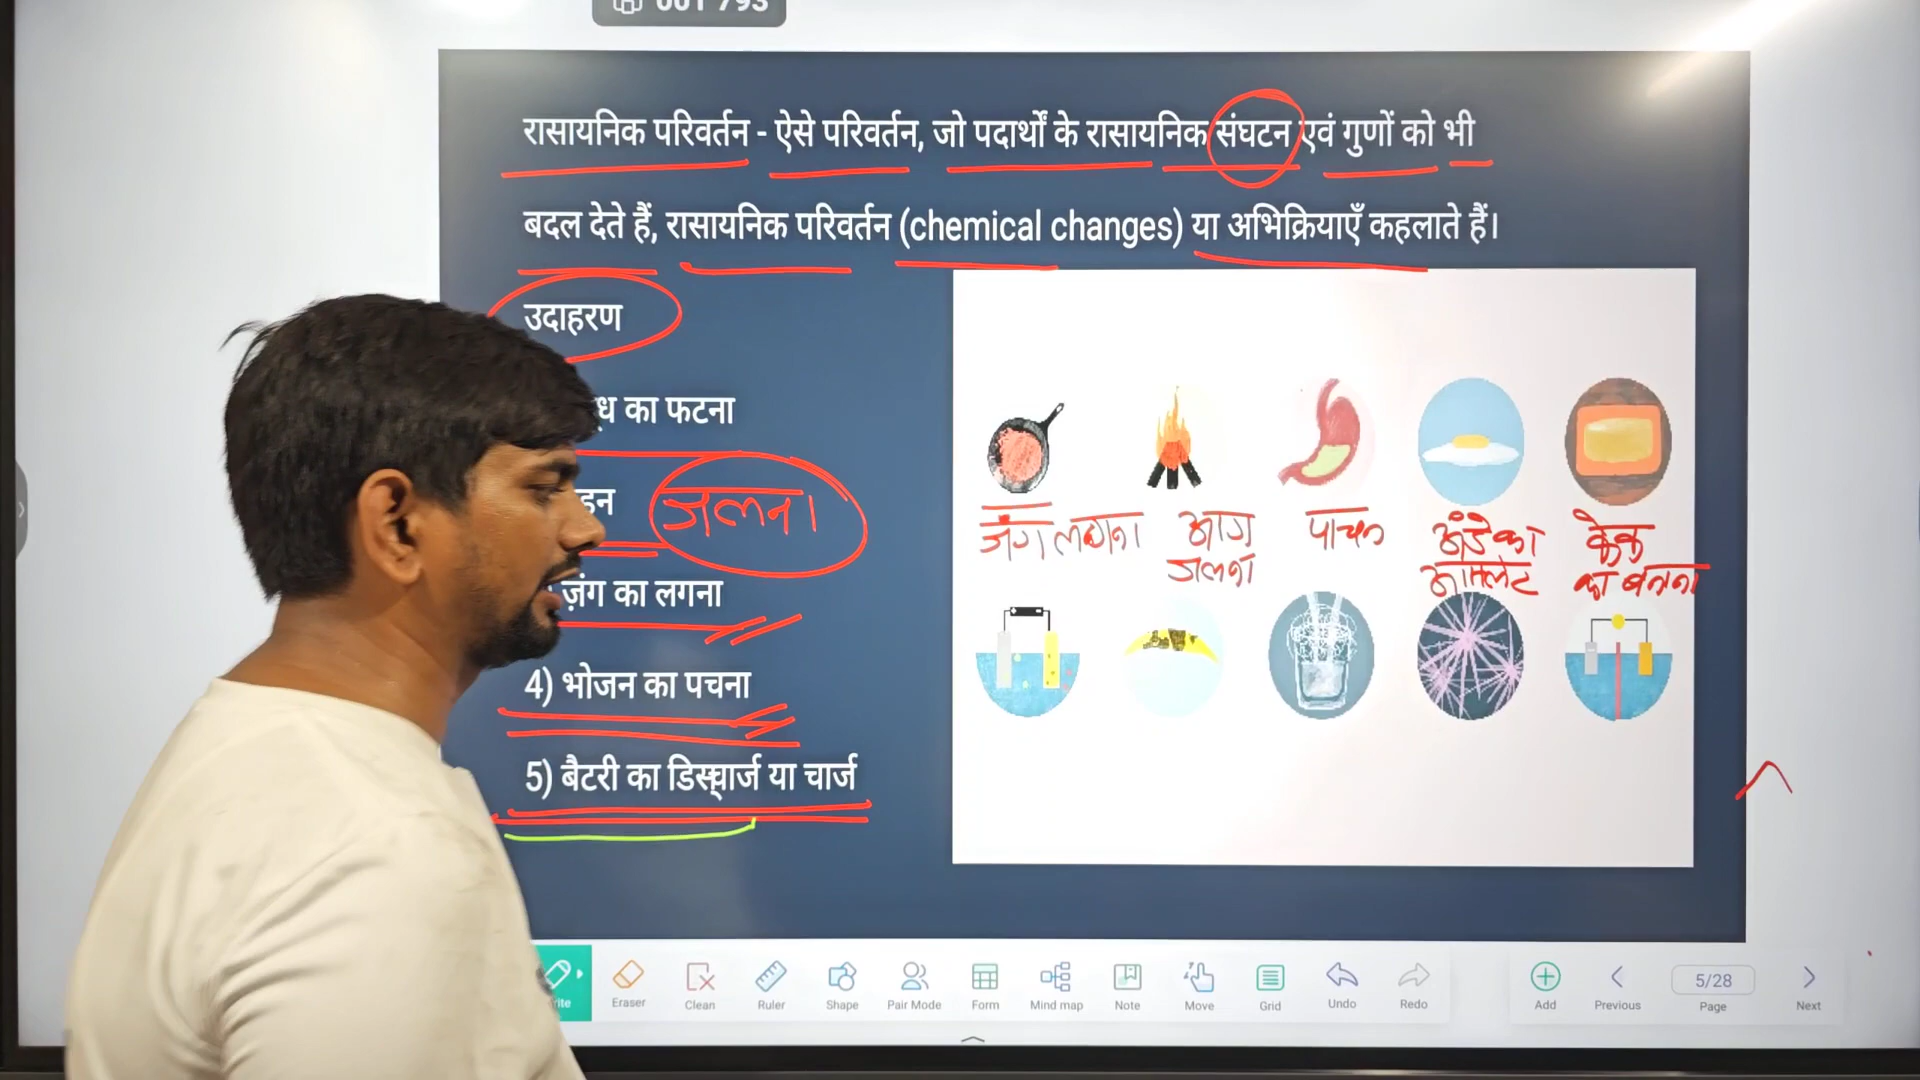 001 793
रासायनिक परिवर्तन - ऐसे परिवर्तन, जो पदार्थों के रासायनिक संघटन एवं गुणों को भी
बदल देते हैं, रासायनिक परिवर्तन (chemical changes) या अभिक्रियाएँ कहलाते हैं।
उदाहरण
का फटना
जलना
ज़ंग का लगना
4) भोजन का पचना
5) बैटरी का डिस्चार्ज या चार्ज
जंग लगना आग पाचन अंडे का केक
जलना आमलेट का बनना
Eraser Clean Ruler Shape Pair Mode Form Mind map Note Move Grid Undo Redo Add Previous 5/28 Page Next